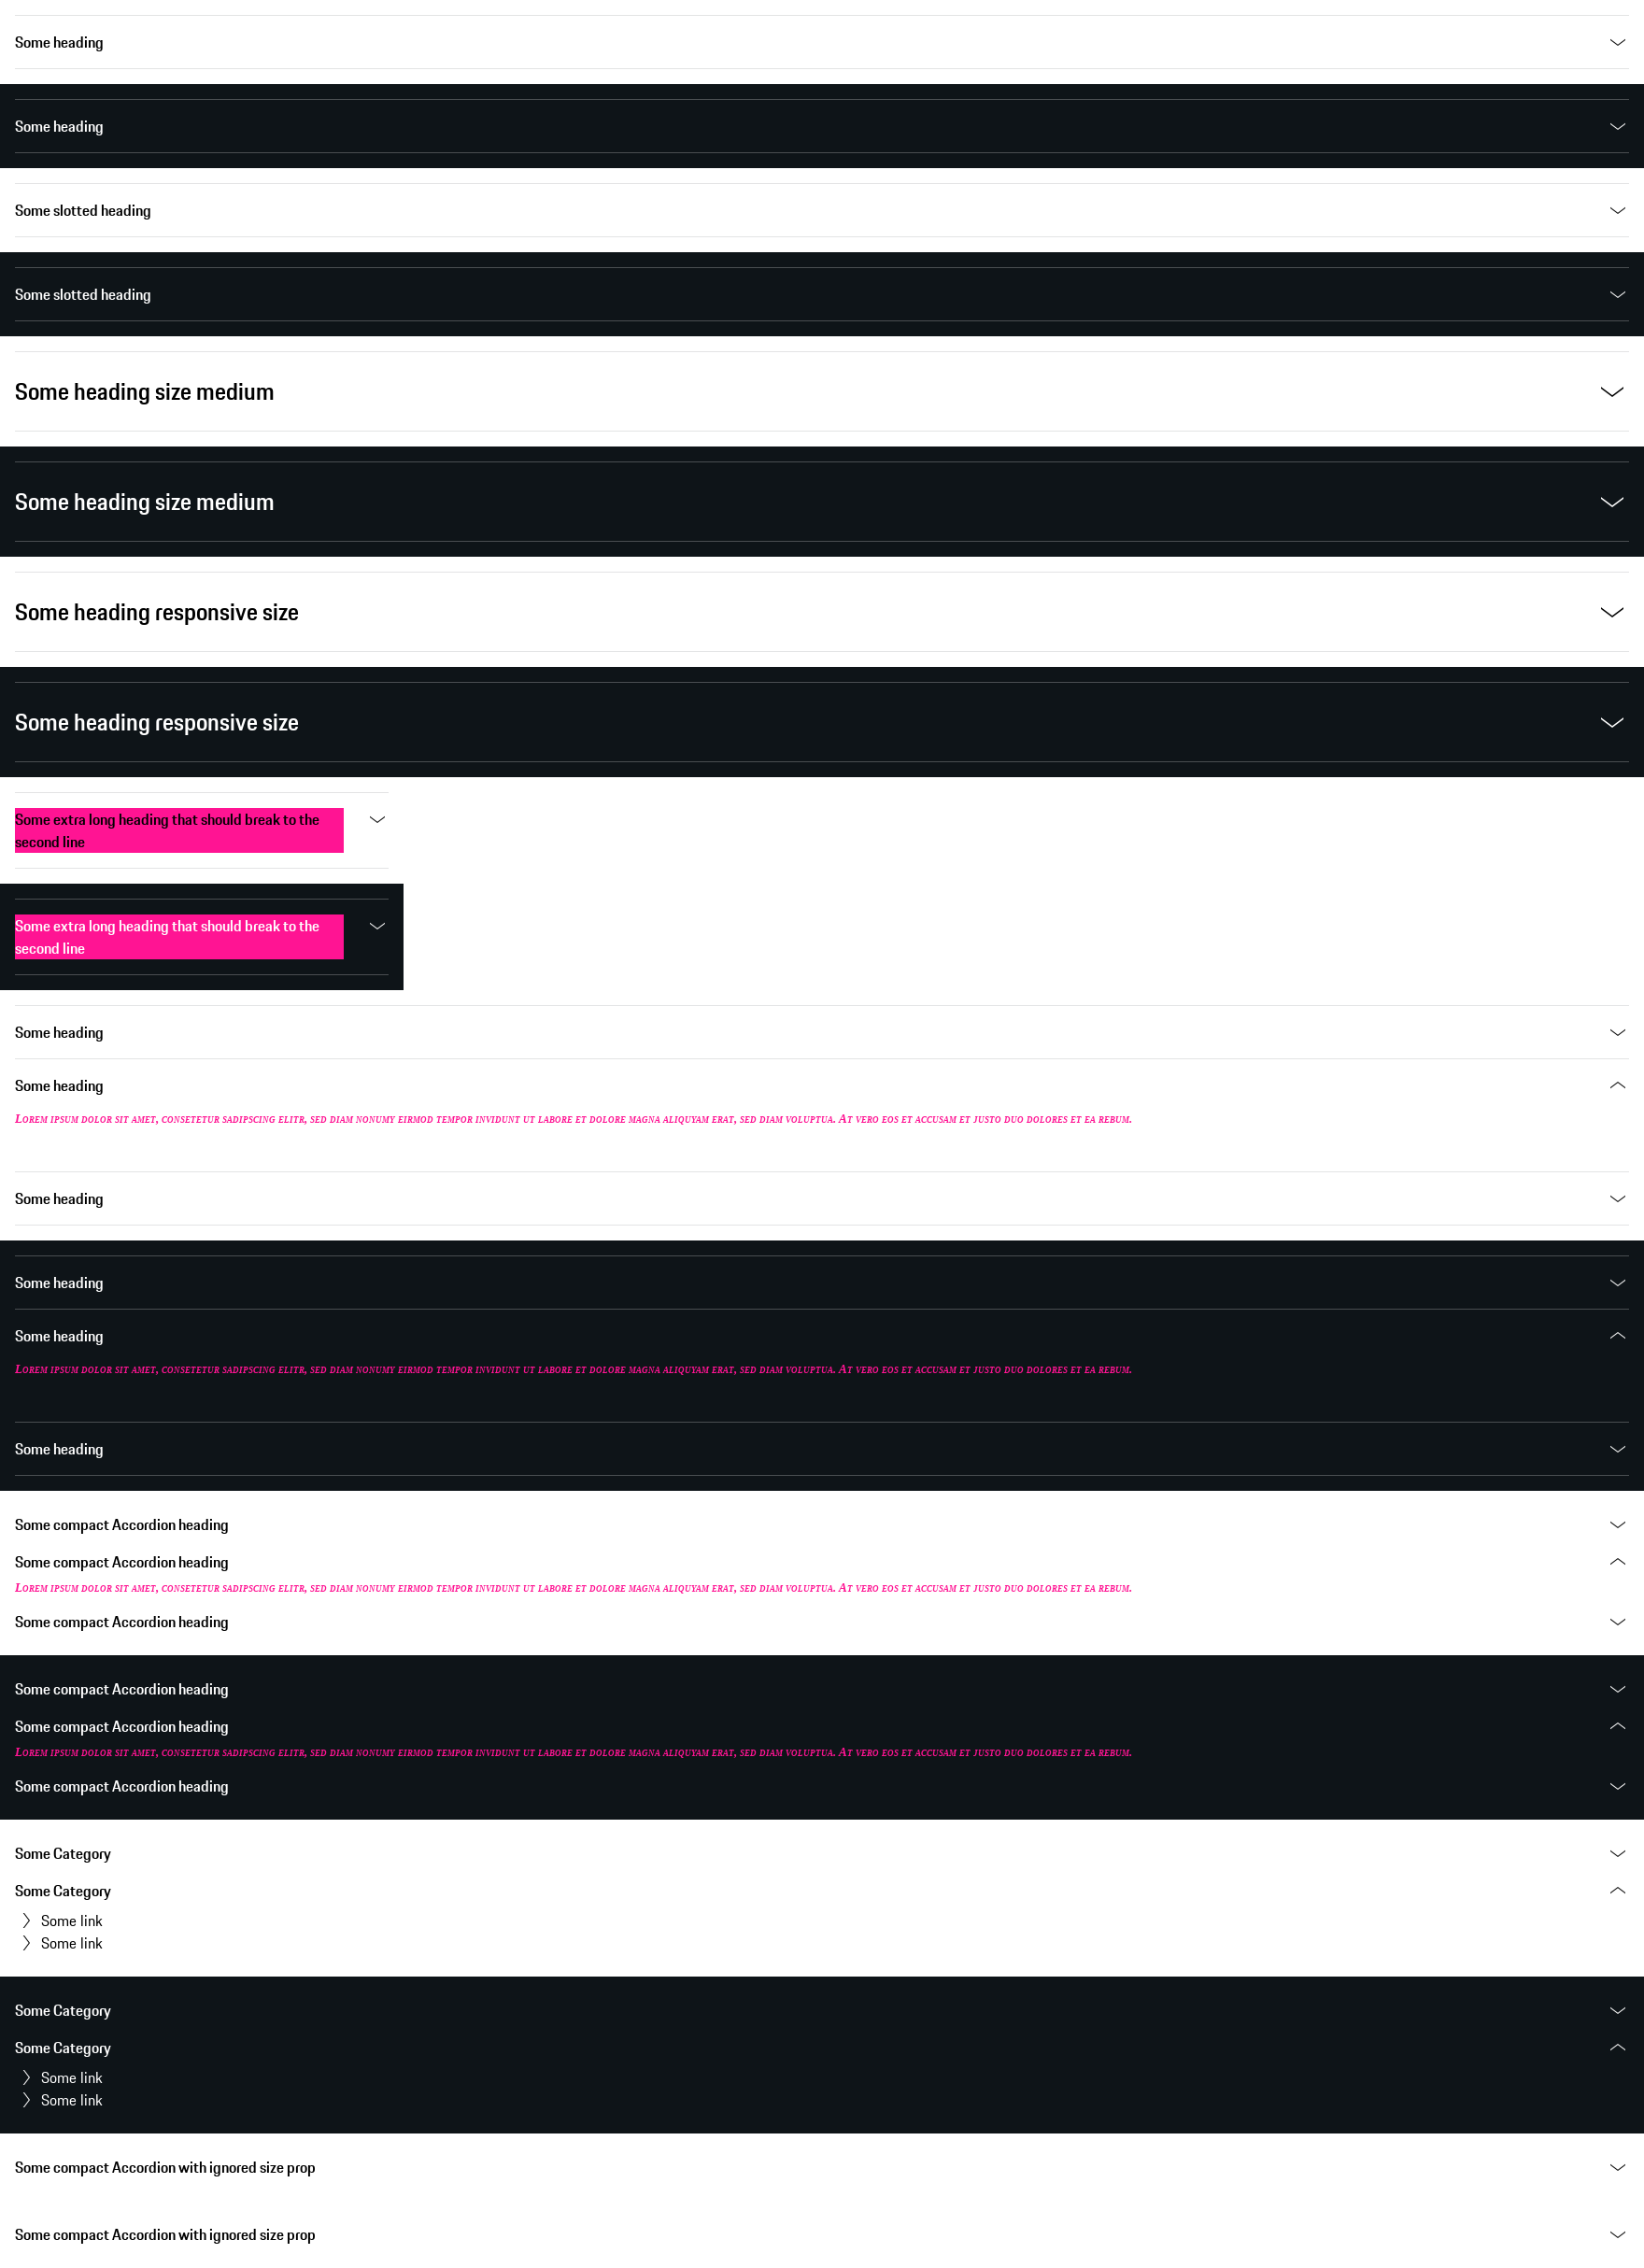 Some heading
Some heading
Some slotted heading
Some slotted heading
Some heading size medium
Some heading size medium
Some heading responsive size
Some heading responsive size
Some extra long heading that should break to the
second line
Some extra long heading that should break to the
second line
Some heading
Some heading
Lorem ipsum dolor sit amet, consetetur sadipscing elitr, sed diam nonumy eirmod tempor invidunt ut labore et dolore magna aliquyam erat, sed diam voluptua. At vero eos et accusam et justo duo dolores et ea rebum.
Some heading
Some heading
Some heading
Lorem ipsum dolor sit amet, consetetur sadipscing elitr, sed diam nonumy eirmod tempor invidunt ut labore et dolore magna aliquyam erat, sed diam voluptua. At vero eos et accusam et justo duo dolores et ea rebum.
Some heading
Some compact Accordion heading
Some compact Accordion heading
Lorem ipsum dolor sit amet, consetetur sadipscing elitr, sed diam nonumy eirmod tempor invidunt ut labore et dolore magna aliquyam erat, sed diam voluptua. At vero eos et accusam et justo duo dolores et ea rebum.
Some compact Accordion heading
Some compact Accordion heading
Some compact Accordion heading
Lorem ipsum dolor sit amet, consetetur sadipscing elitr, sed diam nonumy eirmod tempor invidunt ut labore et dolore magna aliquyam erat, sed diam voluptua. At vero eos et accusam et justo duo dolores et ea rebum.
Some compact Accordion heading
Some Category
Some Category
Some link
Some link
Some Category
Some Category
Some link
Some link
Some compact Accordion with ignored size prop
Some compact Accordion with ignored size prop